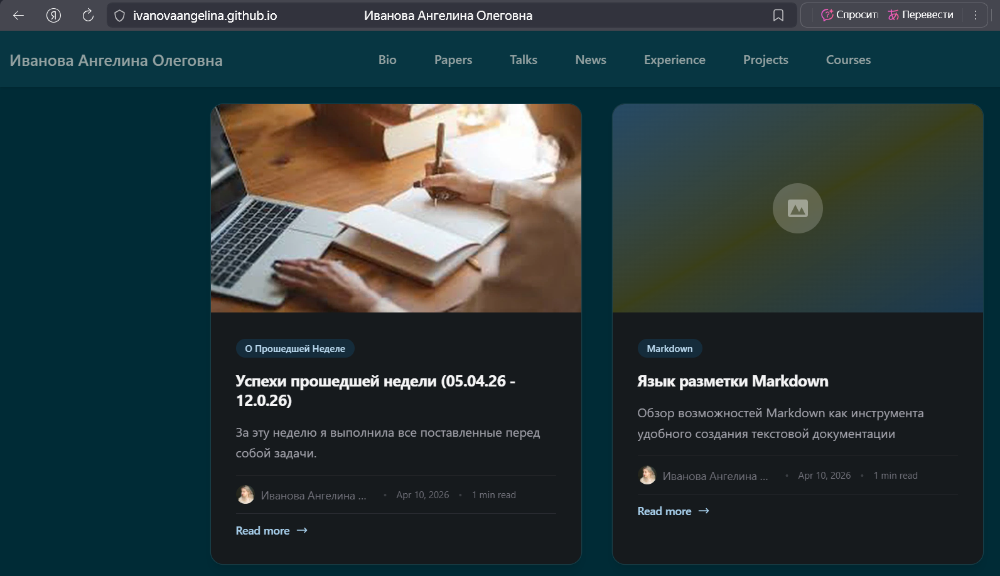 ivanovaangelina.github.io
Иванова Ангелина Олеговна
Спросить
Перевести
Иванова Ангелина Олеговна
Bio
Papers
Talks
News
Experience
Projects
Courses
О Прошедшей Неделе
Успехи прошедшей недели (05.04.26 -
12.0.26)
За эту неделю я выполнила все поставленные перед
собой задачи.
Иванова Ангелина ...
• Apr 10, 2026 • 1 min read
Read more →
Markdown
Язык разметки Markdown
Обзор возможностей Markdown как инструмента
удобного создания текстовой документации
Иванова Ангелина ...
• Apr 10, 2026 • 1 min read
Read more →